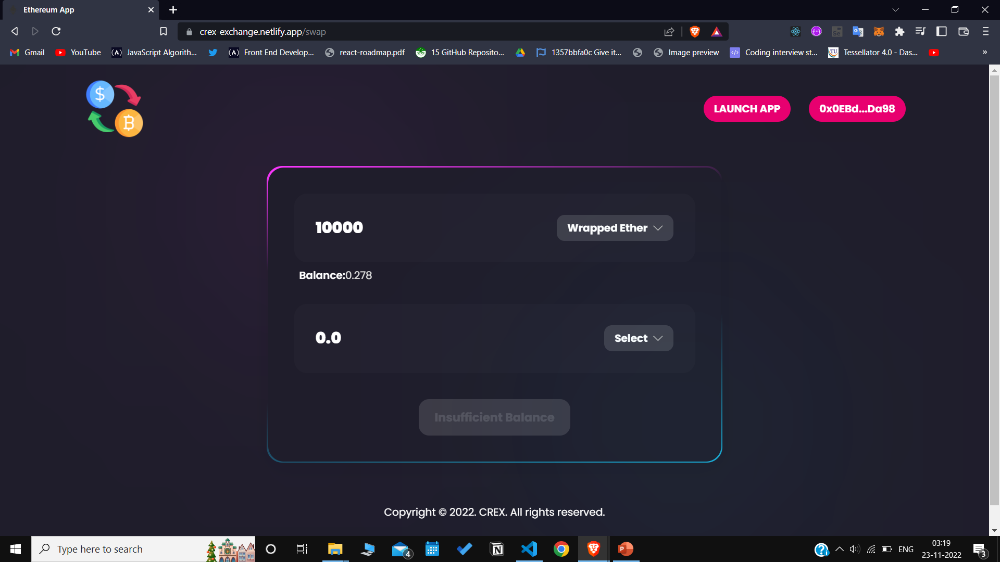 Ethereum App
crex-exchange.netlify.app/swap
Gmail YouTube JavaScript Algorith... Front End Develop... react-roadmap.pdf 15 GitHub Reposito... 1357bbfa0c Give it... Image preview Coding interview st... TU Tessellator 4.0 - Das... »
LAUNCH APP 0x0EBd...Da98
10000 Wrapped Ether
Balance:0.278
0.0 Select
Insufficient Balance
Copyright © 2022. CREX. All rights reserved.
Type here to search
4
ENG
03:19
23-11-2022
3